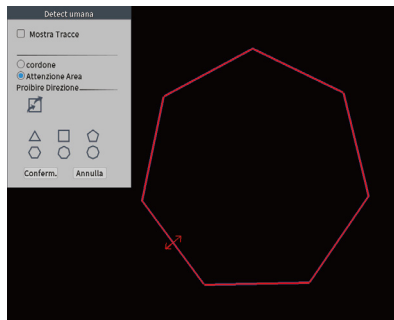 Detect umana
Mostra Tracce
cordone
Attenzione Area
Proibire Direzione
Conferm.
Annulla